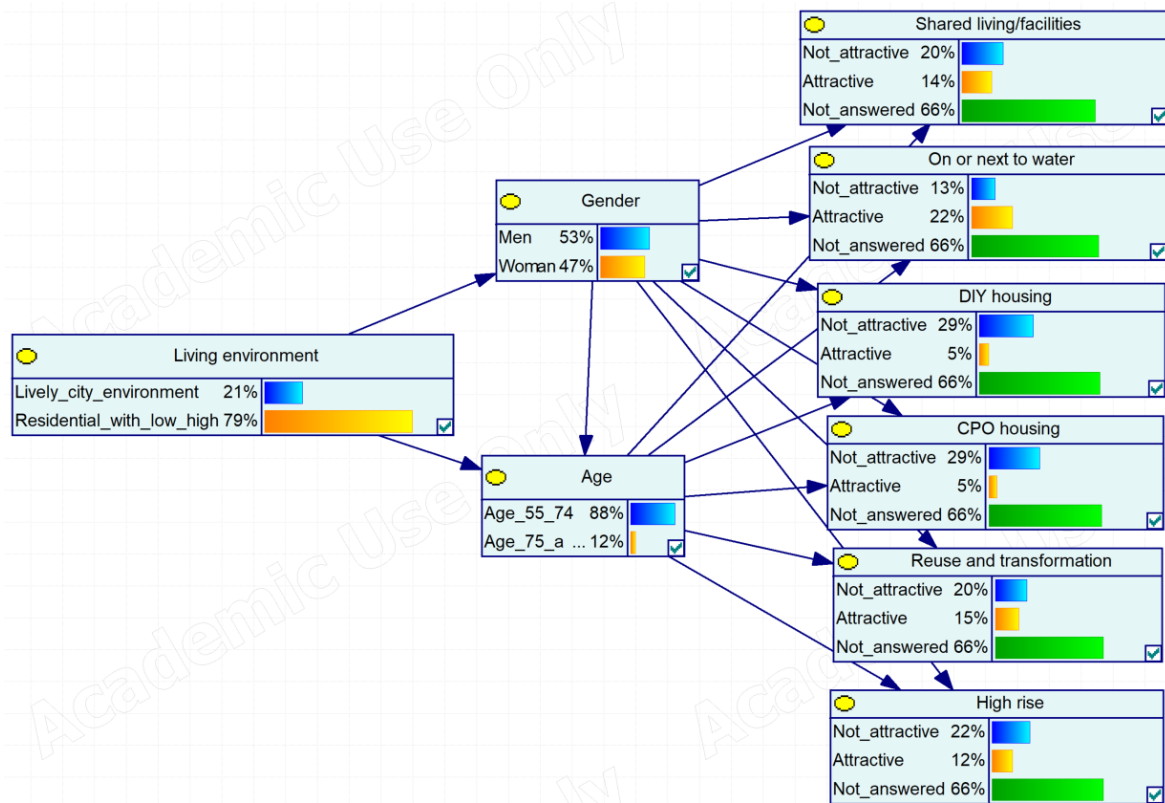 Shared living/facilities
Not_attractive 20%
Attractive 14%
Not_answered 66%
On or next to water
Not_attractive 13%
Attractive 22%
Not_answered 66%
Gender
Men 53%
Woman 47%
DIY housing
Not_attractive 29%
Attractive 5%
Not_answered 66%
Living environment
Lively_city_environment 21%
Residential_with_low_high 79%
CPO housing
Not_attractive 29%
Attractive 5%
Not_answered 66%
Age
Age_55_74 88%
Age_75_a ... 12%
Reuse and transformation
Not_attractive 20%
Attractive 15%
Not_answered 66%
High rise
Not_attractive 22%
Attractive 12%
Not_answered 66%
Academic Use Only